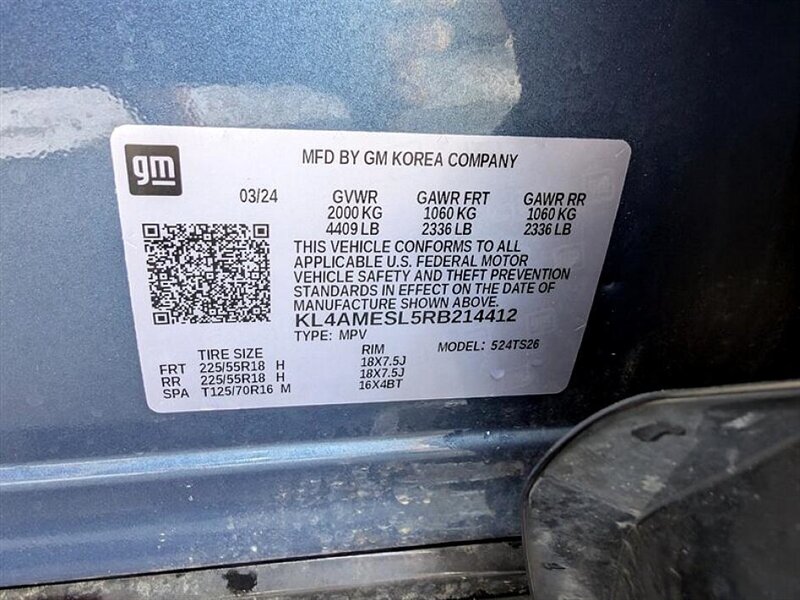 gm
MFD BY GM KOREA COMPANY
03/24 GVWR GAWR FRT GAWR RR
2000 KG 1060 KG 1060 KG
4409 LB 2336 LB 2336 LB
THIS VEHICLE CONFORMS TO ALL
APPLICABLE U.S. FEDERAL MOTOR
VEHICLE SAFETY AND THEFT PREVENTION
STANDARDS IN EFFECT ON THE DATE OF
MANUFACTURE SHOWN ABOVE.
KL4AMESL5RB214412
TYPE: MPV MODEL: 524TS26
TIRE SIZE RIM
FRT 225/55R18 H 18X7.5J
RR 225/55R18 H 18X7.5J
SPA T125/70R16 M 16X4BT